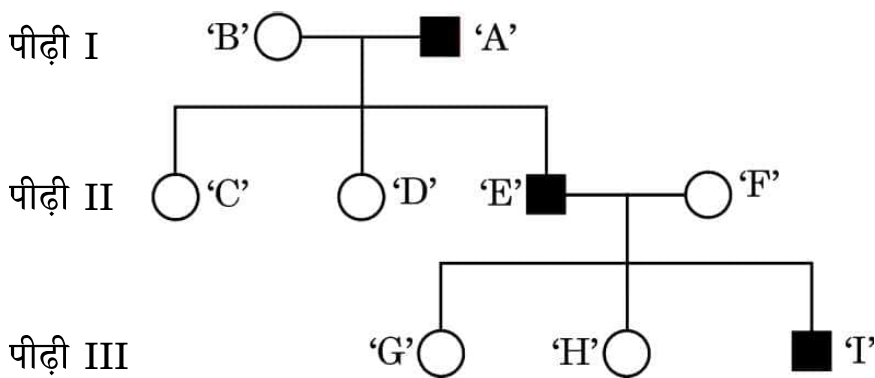 पीढ़ी I ‘B’ ‘A’
पीढ़ी II ‘C’ ‘D’ ‘E’ ‘F’
पीढ़ी III ‘G’ ‘H’ ‘I’